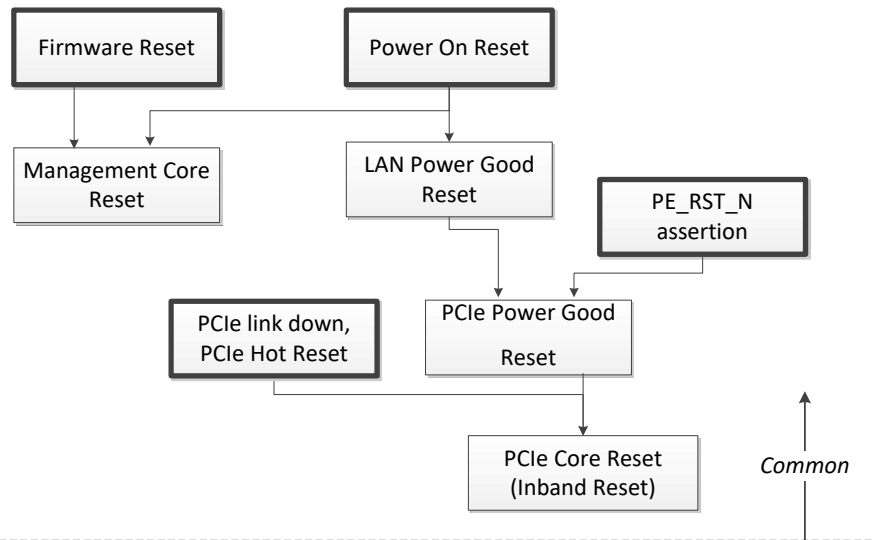 Firmware Reset
Power On Reset
Management Core
Reset
LAN Power Good
Reset
PE_RST_N
assertion
PCIe link down,
PCIe Hot Reset
PCIe Power Good
Reset
PCIe Core Reset
(Inband Reset)
Common